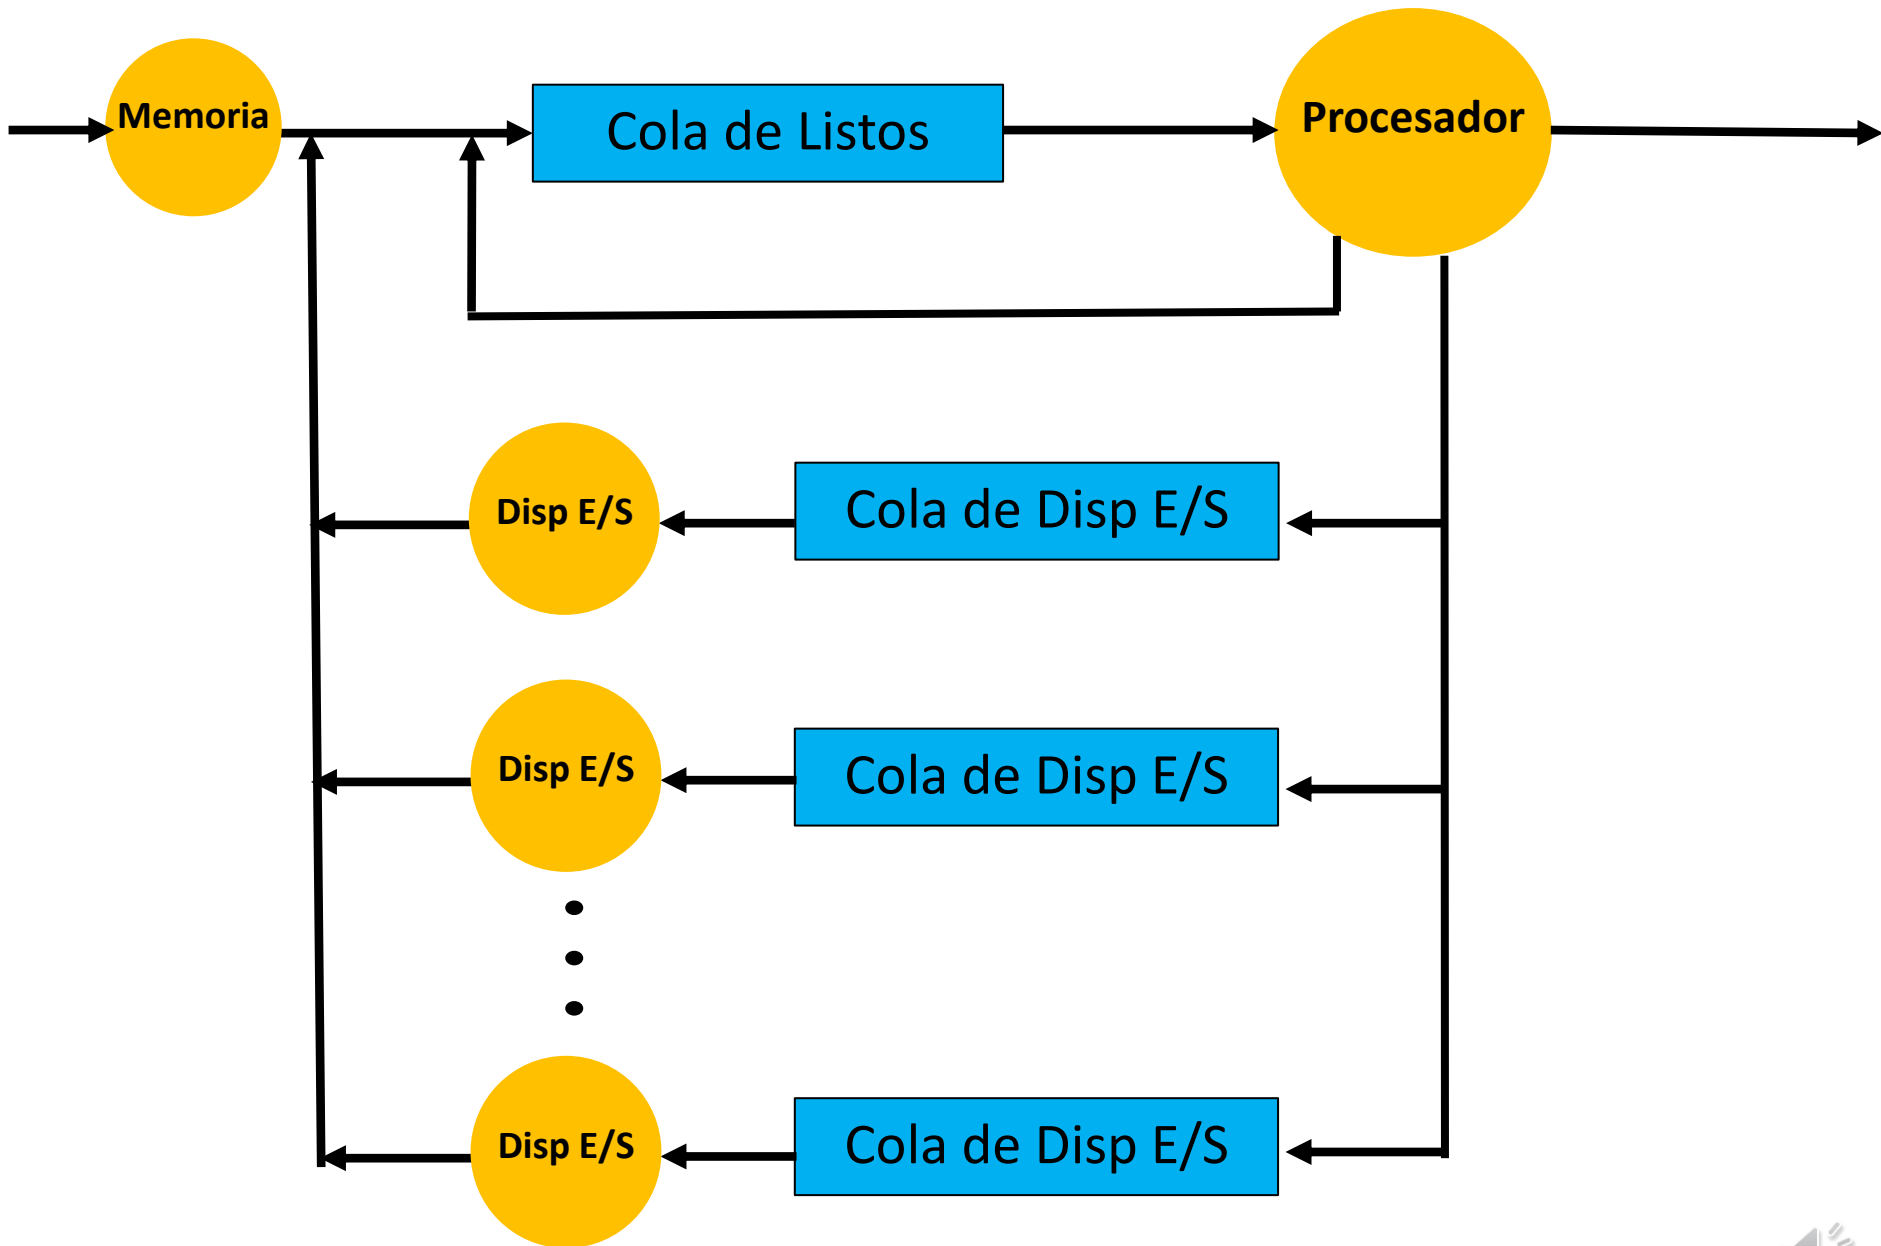 Memoria
Cola de Listos
Procesador
Disp E/S
Cola de Disp E/S
Disp E/S
Cola de Disp E/S
Disp E/S
Cola de Disp E/S